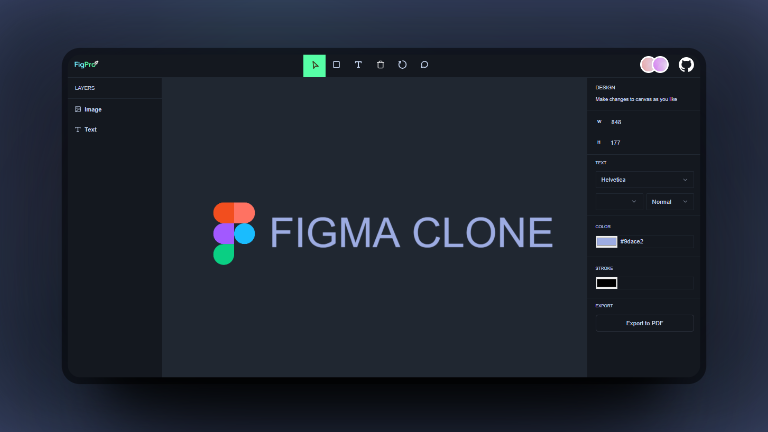 FigPro
LAYERS
Image
Text
FIGMA CLONE
DESIGN
Make changes to canvas as you like
W 848
H 177
TEXT
Helvetica
Normal
COLOR
#9dace2
STROKE
EXPORT
Export to PDF